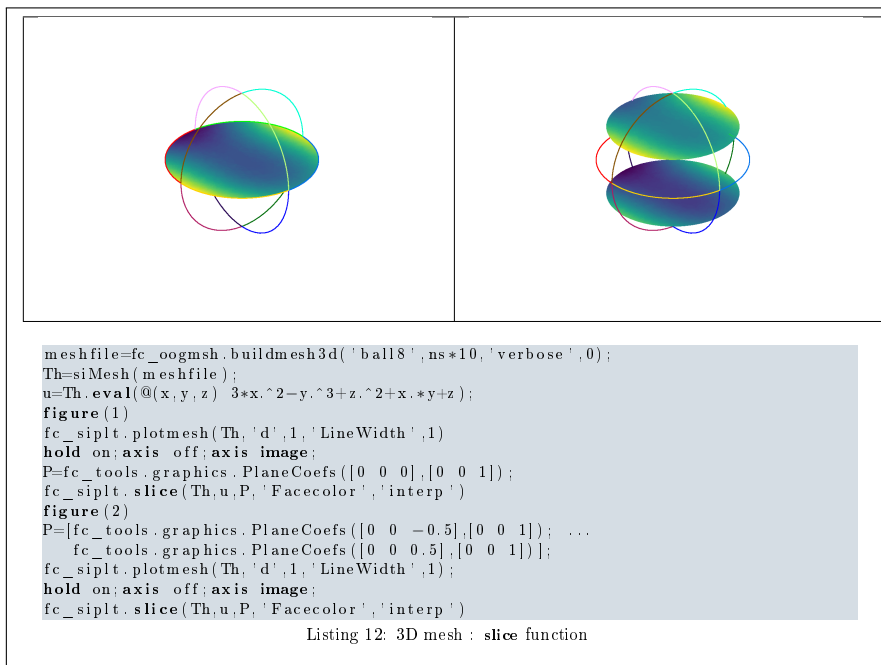 meshfile=fc_oogmsh.buildmesh3d('ball8',ns*10,'verbose',0);
Th=siMesh(meshfile);
u=Th.eval(@(x,y,z) 3*x.^2-y.^3+z.^2+x.*y+z);
figure(1)
fc_siplt.plotmesh(Th,'d',1,'LineWidth',1)
hold on;axis off;axis image;
P=fc_tools.graphics.PlaneCoefs([0 0 0],[0 0 1]);
fc_siplt.slice(Th,u,P,'Facecolor','interp')
figure(2)
P=[fc_tools.graphics.PlaneCoefs([0 0 -0.5],[0 0 1]); ...
fc_tools.graphics.PlaneCoefs([0 0 0.5],[0 0 1])];
fc_siplt.plotmesh(Th,'d',1,'LineWidth',1);
hold on;axis off;axis image;
fc_siplt.slice(Th,u,P,'Facecolor','interp')
Listing 12: 3D mesh : slice function